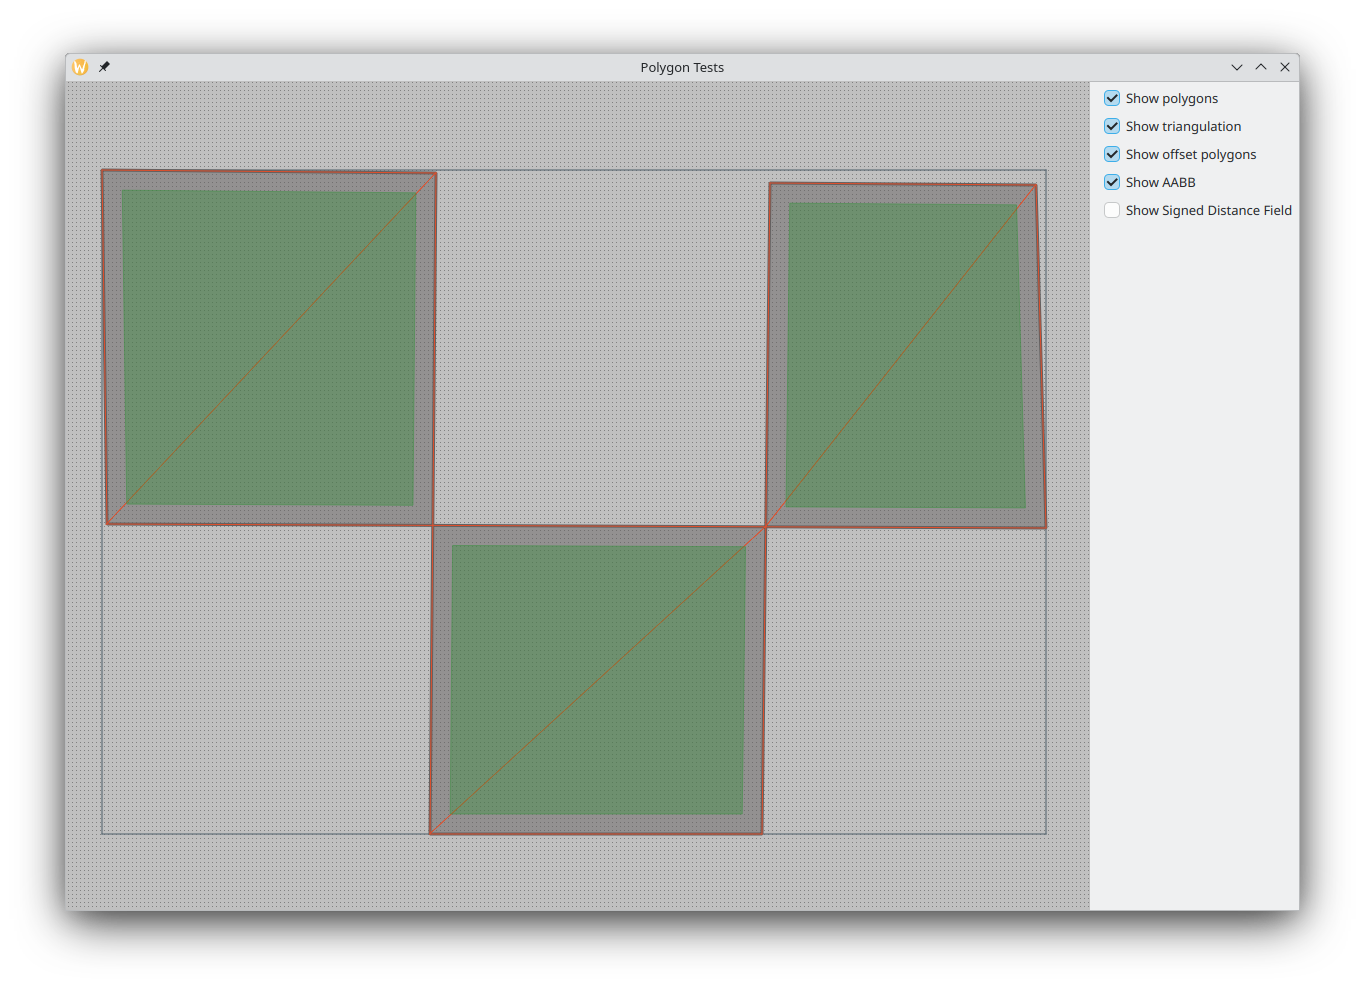 Polygon Tests
Show polygons
Show triangulation
Show offset polygons
Show AABB
Show Signed Distance Field